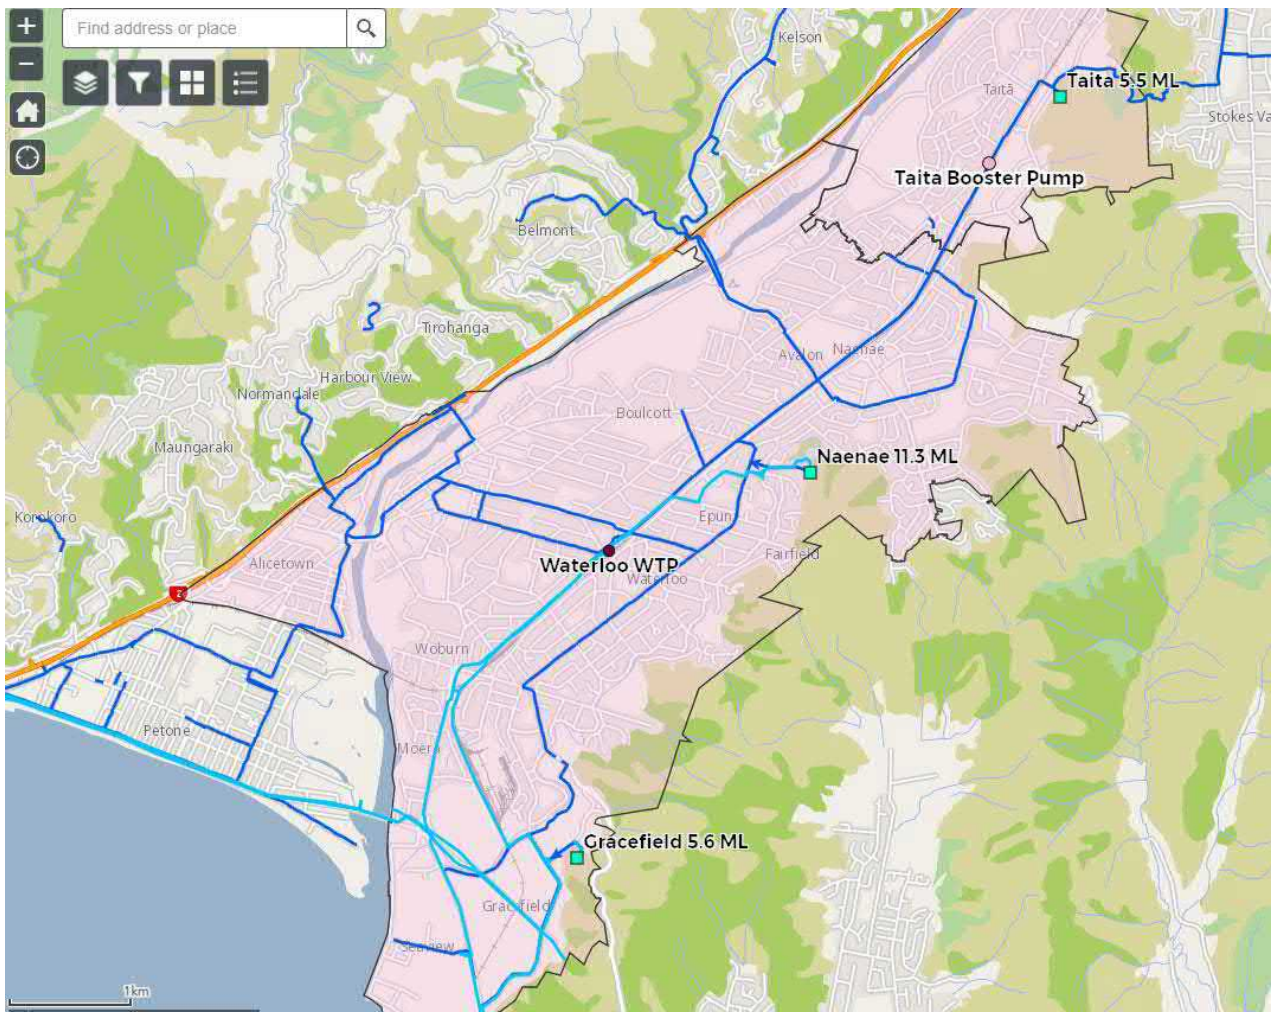 +
Find address or place
−
Kelson
Taita 5.5 ML
Taitā
Stokes Va
Taita Booster Pump
Belmont
Tirohanga
Avalon
Naenae
Harbour View
Normandale
Boulcott
Maungaraki
Naenae 11.3 ML
Korokoro
Epuni
Fairfield
Alicetown
Waterloo WTP
Waterloo
2
Woburn
Petone
Moera
Gracefield 5.6 ML
Gracefield
Seaview
1km